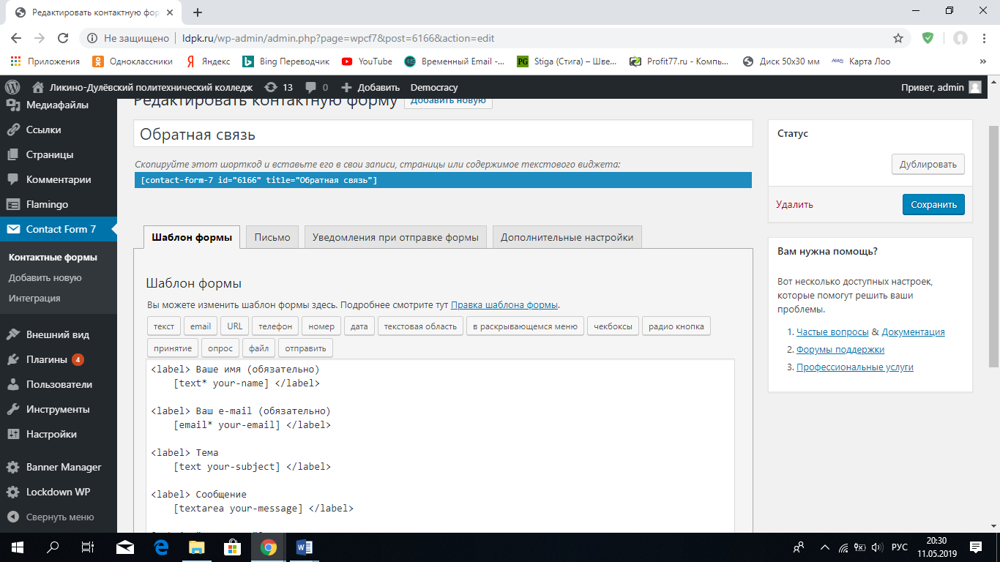 Редактировать контактную фор
Не защищено | ldpk.ru/wp-admin/admin.php?page=wpcf7&post=6166&action=edit
Приложения Одноклассники Яндекс Bing Переводчик YouTube Временный Email -... Stiga (Стига) – Шве... Profit77.ru - Компь... Диск 50x30 мм Карта Лоо »
Ликино-Дулёвский политехнический колледж 13 0 Добавить Democracy Привет, admin
Медиафайлы
Ссылки
Страницы
Комментарии
Flamingo
Contact Form 7
Контактные формы
Добавить новую
Интеграция
Внешний вид
Плагины 4
Пользователи
Инструменты
Настройки
Banner Manager
Lockdown WP
Свернуть меню
Редактировать контактную форму Добавить новую
Обратная связь
Скопируйте этот шорткод и вставьте его в свои записи, страницы или содержимое текстового виджета:
[contact-form-7 id="6166" title="Обратная связь"]
Шаблон формы Письмо Уведомления при отправке формы Дополнительные настройки
Шаблон формы
Вы можете изменить шаблон формы здесь. Подробнее смотрите тут Правка шаблона формы.
текст email URL телефон номер дата текстовая область в раскрывающемся меню чекбоксы радио кнопка
принятие опрос файл отправить
<label> Ваше имя (обязательно)
[text* your-name] </label>
<label> Ваш e-mail (обязательно)
[email* your-email] </label>
<label> Тема
[text your-subject] </label>
<label> Сообщение
[textarea your-message] </label>
Статус
Дублировать
Удалить Сохранить
Вам нужна помощь?
Вот несколько доступных настроек,
которые помогут решить ваши
проблемы.
1. Частые вопросы & Документация
2. Форумы поддержки
3. Профессиональные услуги
РУС 20:30
11.05.2019